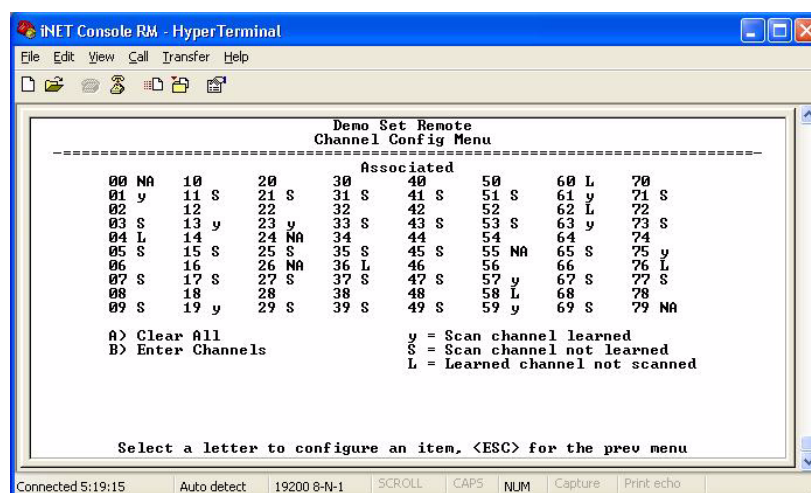 iNET Console RM - HyperTerminal
File Edit View Call Transfer Help
Demo Set Remote
Channel Config Menu
-==========================================================================-
Associated
00 NA 10 20 30 40 50 60 L 70
01 y 11 S 21 S 31 S 41 S 51 S 61 y 71 S
02 12 22 32 42 52 62 L 72
03 S 13 y 23 y 33 S 43 S 53 S 63 y 73 S
04 L 14 24 NA 34 44 54 64 74
05 S 15 S 25 S 35 S 45 S 55 NA 65 S 75 y
06 16 26 NA 36 L 46 56 66 76 L
07 S 17 S 27 S 37 S 47 S 57 y 67 S 77 S
08 18 28 38 48 58 L 68 78
09 S 19 y 29 S 39 S 49 S 59 y 69 S 79 NA
A) Clear All y = Scan channel learned
B) Enter Channels S = Scan channel not learned
L = Learned channel not scanned
Select a letter to configure an item, <ESC> for the prev menu
Connected 5:19:15 Auto detect 19200 8-N-1 SCROLL CAPS NUM Capture Print echo